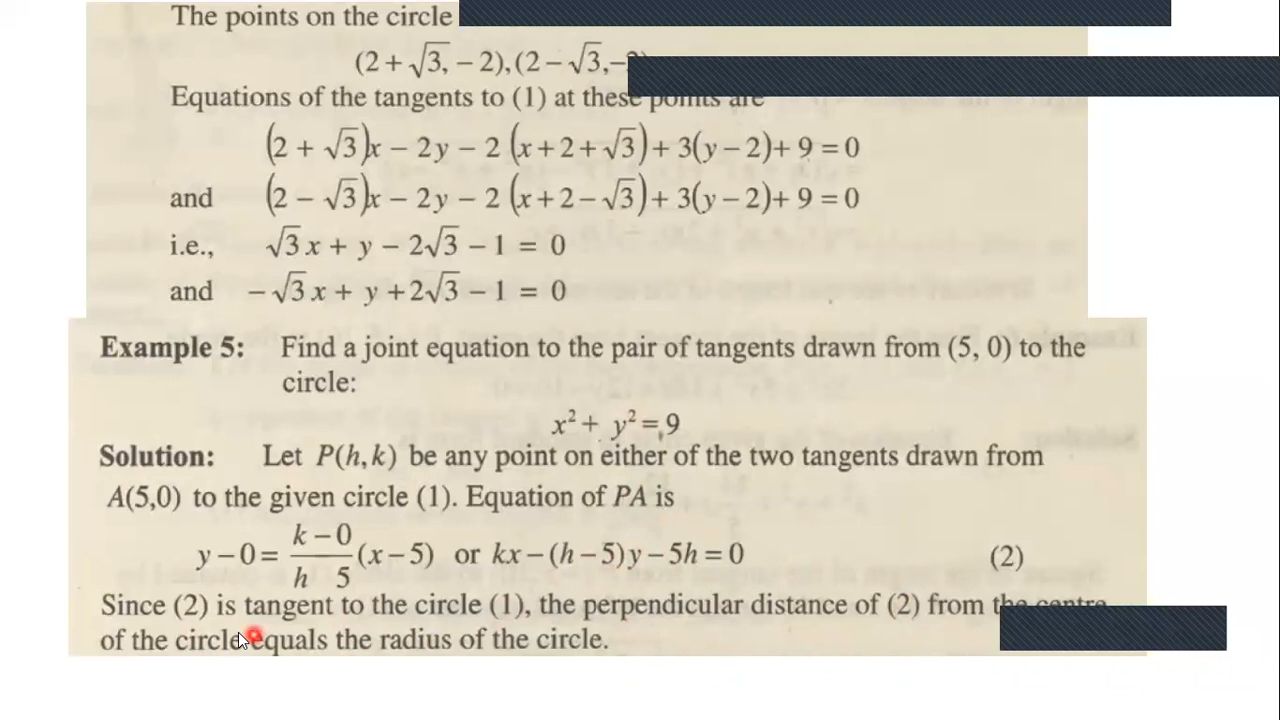 The points on the circle
(2 + √3, – 2), (2 – √3, –
Equations of the tangents to (1) at these points are
(2 + √3)x – 2y – 2 (x + 2 + √3) + 3(y – 2) + 9 = 0
and (2 – √3)x – 2y – 2 (x + 2 – √3) + 3(y – 2) + 9 = 0
i.e., √3 x + y – 2√3 – 1 = 0
and – √3 x + y + 2√3 – 1 = 0
Example 5: Find a joint equation to the pair of tangents drawn from (5, 0) to the
circle:
x² + y² = 9
Solution: Let P(h, k) be any point on either of the two tangents drawn from
A(5,0) to the given circle (1). Equation of PA is
y – 0 = (k – 0)/(h 5) (x – 5) or kx – (h – 5) y – 5h = 0 (2)
Since (2) is tangent to the circle (1), the perpendicular distance of (2) from the centre
of the circle equals the radius of the circle.